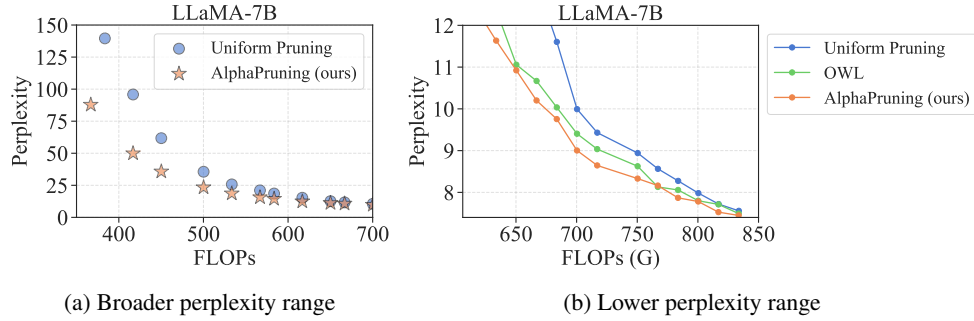 LLaMA-7B
150
125
100
75
50
25
0
Perplexity
Uniform Pruning
AlphaPruning (ours)
400
500
600
700
FLOPs
(a) Broader perplexity range
LLaMA-7B
12
11
10
9
8
Perplexity
650
700
750
800
850
FLOPs (G)
Uniform Pruning
OWL
AlphaPruning (ours)
(b) Lower perplexity range